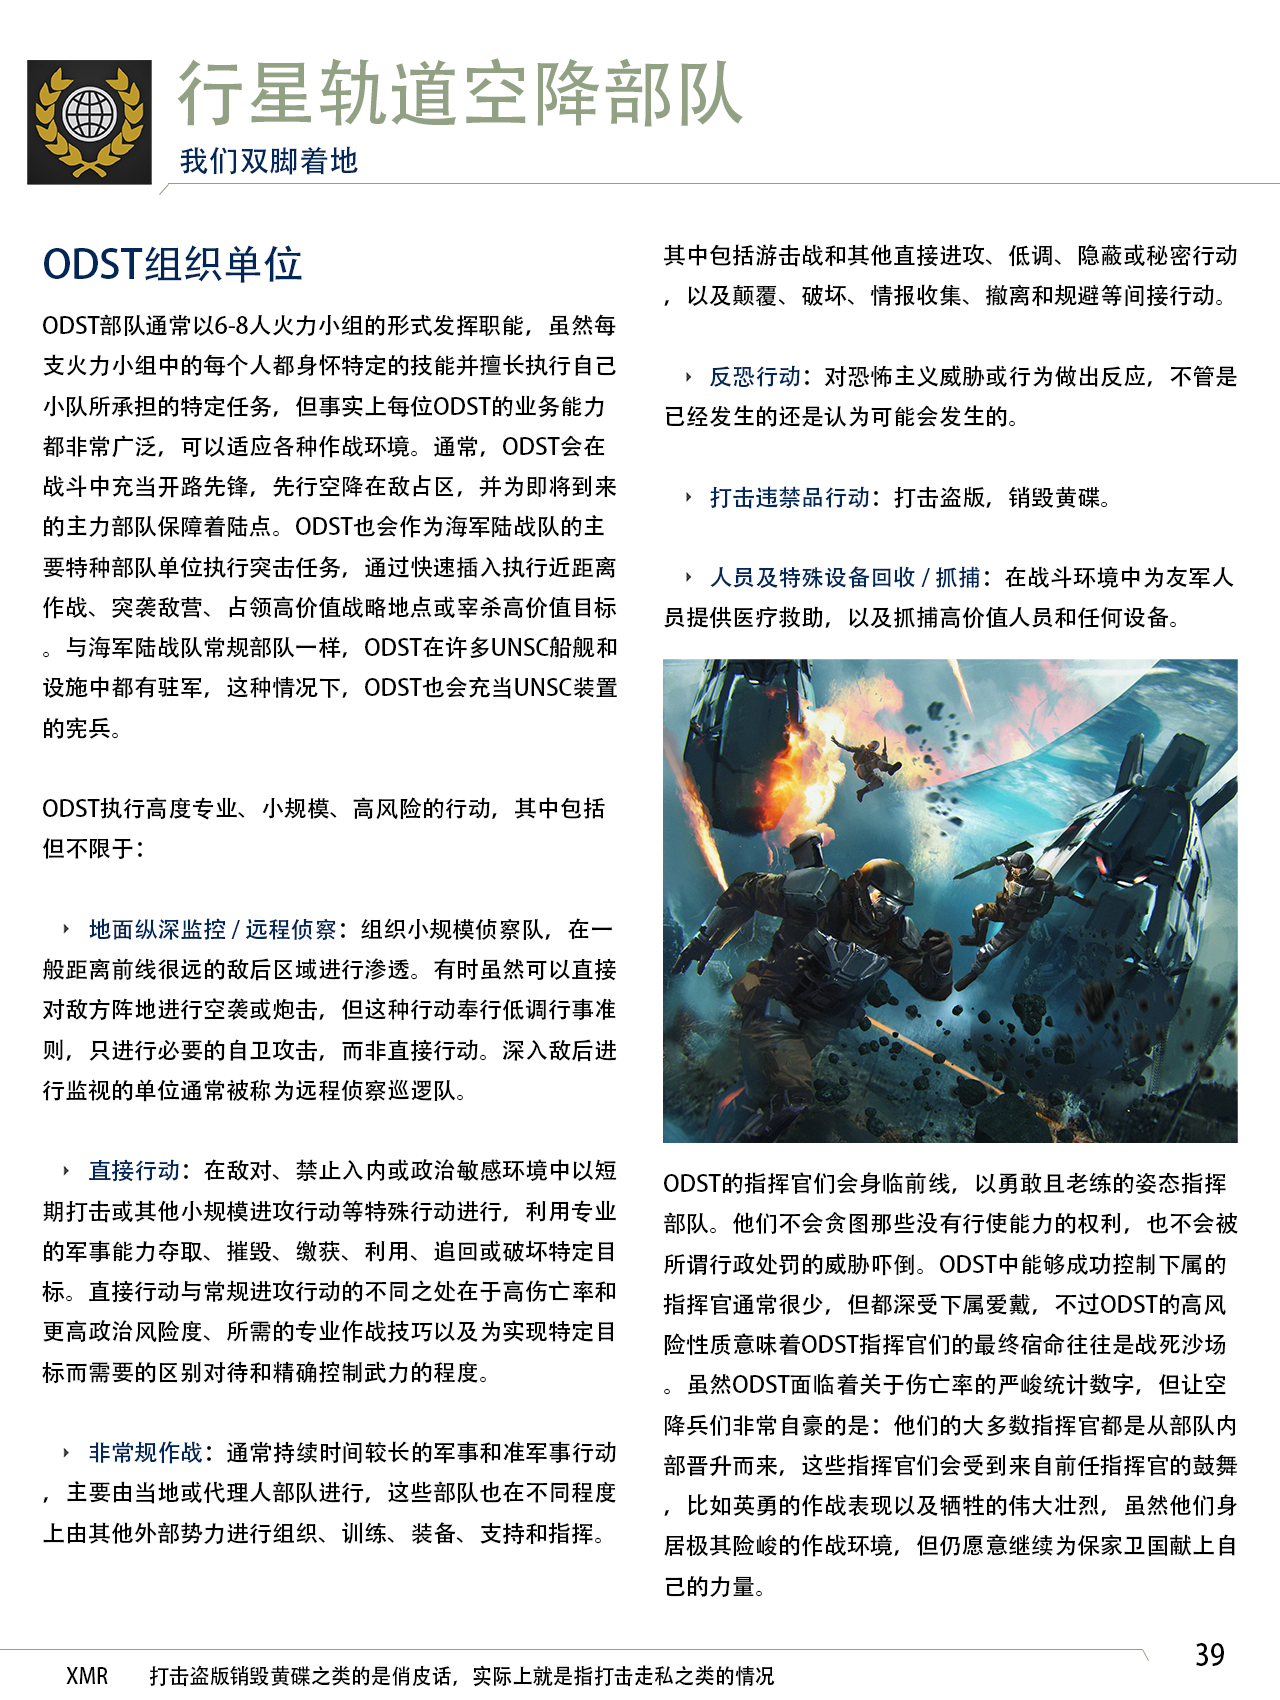 行星轨道空降部队
我们双脚着地
ODST组织单位
ODST部队通常以6-8人火力小组的形式发挥职能，虽然每
支火力小组中的每个人都身怀特定的技能并擅长执行自己
小队所承担的特定任务，但事实上每位ODST的业务能力
都非常广泛，可以适应各种作战环境。通常，ODST会在
战斗中充当开路先锋，先行空降在敌占区，并为即将到来
的主力部队保障着陆点。ODST也会作为海军陆战队的主
要特种部队单位执行突击任务，通过快速插入执行近距离
作战、突袭敌营、占领高价值战略地点或宰杀高价值目标
。与海军陆战队常规部队一样，ODST在许多UNSC船舰和
设施中都有驻军，这种情况下，ODST也会充当UNSC装置
的宪兵。
ODST执行高度专业、小规模、高风险的行动，其中包括
但不限于：
地面纵深监控 / 远程侦察：组织小规模侦察队，在一
般距离前线很远的敌后区域进行渗透。有时虽然可以直接
对敌方阵地进行空袭或炮击，但这种行动奉行低调行事准
则，只进行必要的自卫攻击，而非直接行动。深入敌后进
行监视的单位通常被称为远程侦察巡逻队。
直接行动：在敌对、禁止入内或政治敏感环境中以短
期打击或其他小规模进攻行动等特殊行动进行，利用专业
的军事能力夺取、摧毁、缴获、利用、追回或破坏特定目
标。直接行动与常规进攻行动的不同之处在于高伤亡率和
更高政治风险度、所需的专业作战技巧以及为实现特定目
标而需要的区别对待和精确控制武力的程度。
非常规作战：通常持续时间较长的军事和准军事行动
，主要由当地或代理人部队进行，这些部队也在不同程度
上由其他外部势力进行组织、训练、装备、支持和指挥。
其中包括游击战和其他直接进攻、低调、隐蔽或秘密行动
，以及颠覆、破坏、情报收集、撤离和规避等间接行动。
反恐行动：对恐怖主义威胁或行为做出反应，不管是
已经发生的还是认为可能会发生的。
打击违禁品行动：打击盗版，销毁黄碟。
人员及特殊设备回收 / 抓捕：在战斗环境中为友军人
员提供医疗救助，以及抓捕高价值人员和任何设备。
ODST的指挥官们会身临前线，以勇敢且老练的姿态指挥
部队。他们不会贪图那些没有行使能力的权利，也不会被
所谓行政处罚的威胁吓倒。ODST中能够成功控制下属的
指挥官通常很少，但都深受下属爱戴，不过ODST的高风
险性质意味着ODST指挥官们的最终宿命往往是战死沙场
。虽然ODST面临着关于伤亡率的严峻统计数字，但让空
降兵们非常自豪的是：他们的大多数指挥官都是从部队内
部晋升而来，这些指挥官们会受到来自前任指挥官的鼓舞
，比如英勇的作战表现以及牺牲的伟大壮烈，虽然他们身
居极其险峻的作战环境，但仍愿意继续为保家卫国献上自
己的力量。
39
XMR 打击盗版销毁黄碟之类的是俏皮话，实际上就是指打击走私之类的情况